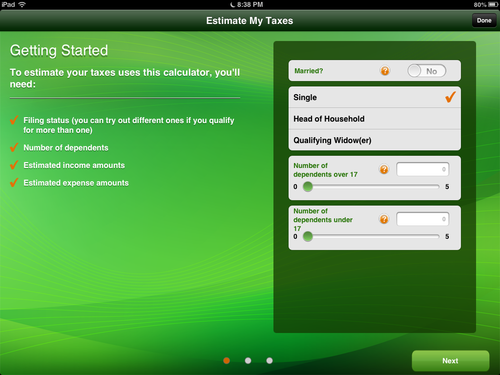 iPad
8:38 PM
80%
Estimate My Taxes
Done
Getting Started
To estimate your taxes uses this calculator, you'll
need:
Filing status (you can try out different ones if you qualify
for more than one)
Number of dependents
Estimated income amounts
Estimated expense amounts
Married?
?
No
Single
Head of Household
Qualifying Widow(er)
Number of
dependents over 17
?
0
0
5
Number of
dependents under
17
?
0
0
5
Next